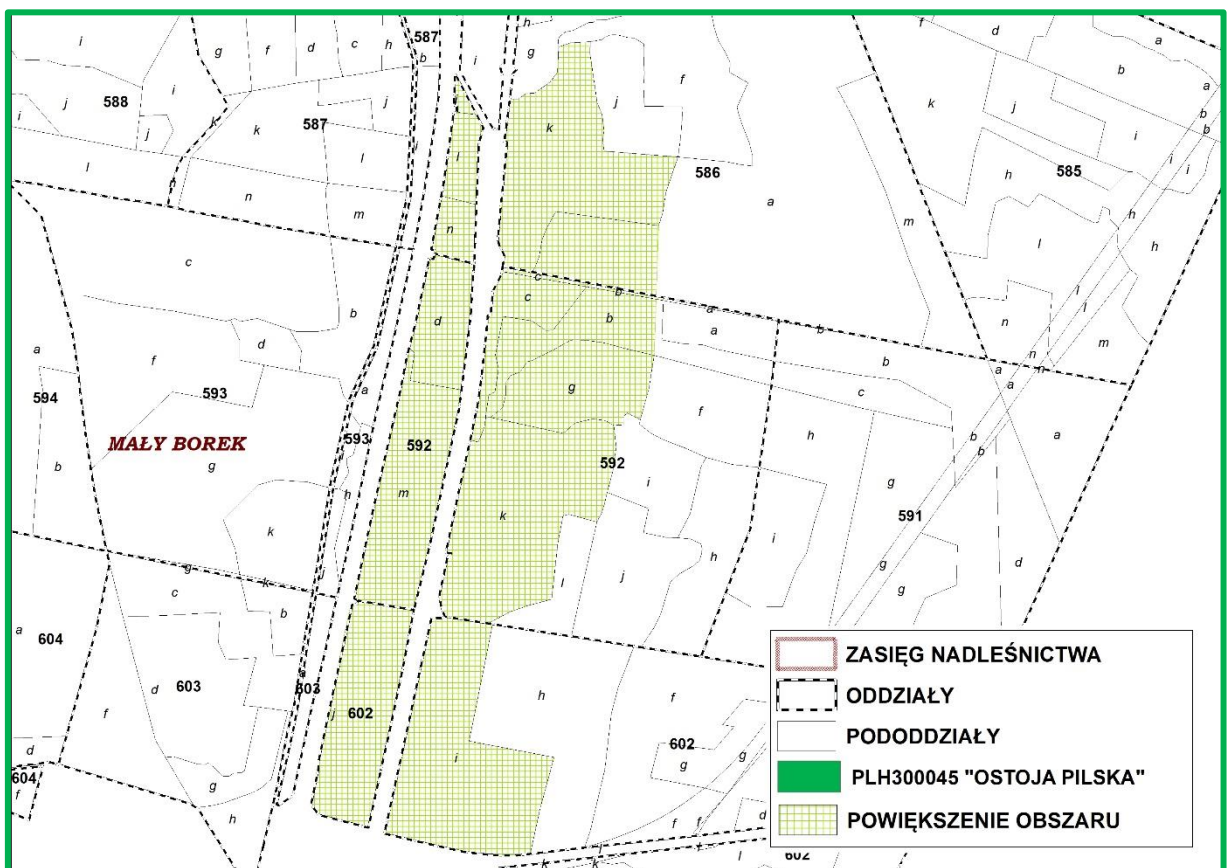 h
587
i
g
f
d
c
h
b
i
g
f
f
d
a
b
j
588
i
k
j
k
587
j
i
j
l
k
l
k
j
a
b
b
j
i
i
i
l
n
n
m
l
n
586
a
m
h
585
h
l
h
c
b
d
c
c
b
b
a
a
b
b
l
l
n
n
m
n
a
f
d
593
594
a
d
g
f
c
a
a
MAŁY BOREK
593
592
592
h
b
b
a
b
g
h
m
k
i
g
591
k
j
l
j
h
i
g
g
d
g
k
c
b
a
604
603
d
f
a
603
j
602
i
h
f
602
g
g
d
604
f
g
h
f
f
d
l
k
k
l
602
ZASIĘG NADLEŚNICTWA
ODDZIAŁY
PODODDZIAŁY
PLH300045 "OSTOJA PILSKA"
POWIĘKSZENIE OBSZARU